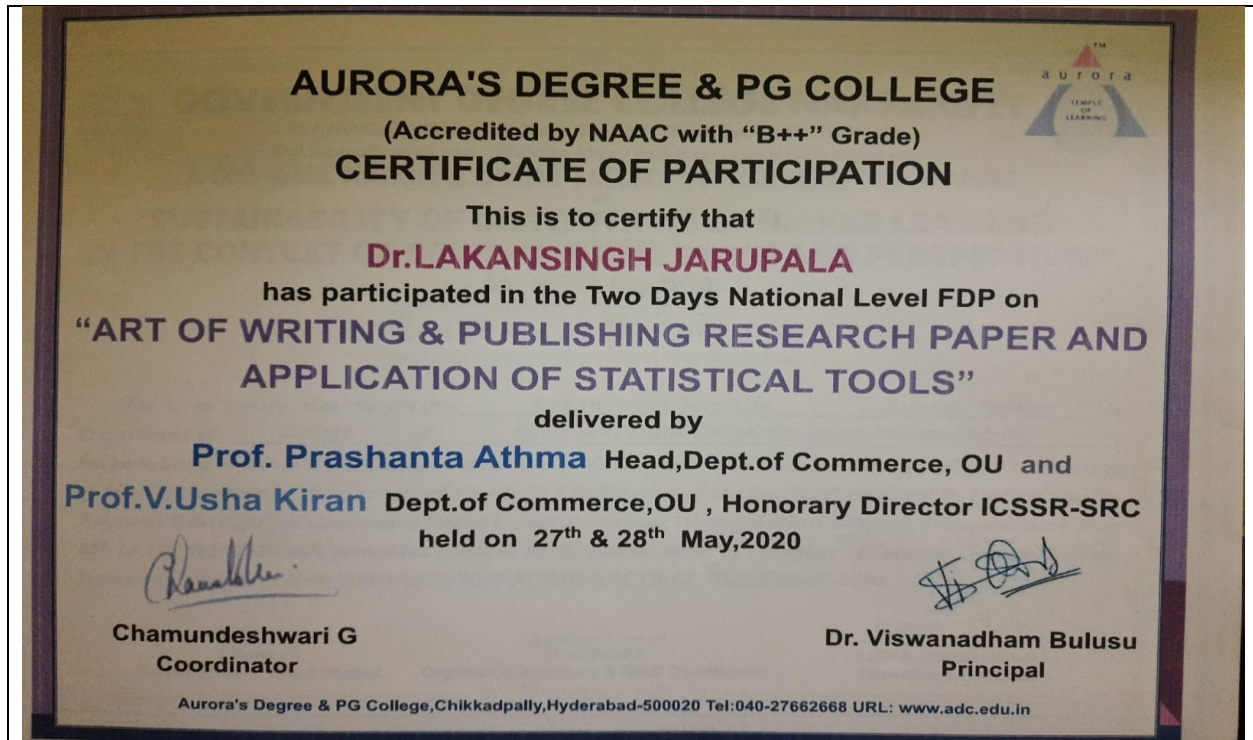 TM
aurora
TEMPLE
OF
LEARNING
AURORA'S DEGREE & PG COLLEGE
(Accredited by NAAC with “B++” Grade)
CERTIFICATE OF PARTICIPATION
This is to certify that
Dr.LAKANSINGH JARUPALA
has participated in the Two Days National Level FDP on
“ART OF WRITING & PUBLISHING RESEARCH PAPER AND
APPLICATION OF STATISTICAL TOOLS”
delivered by
Prof. Prashanta Athma Head,Dept.of Commerce, OU and
Prof.V.Usha Kiran Dept.of Commerce,OU , Honorary Director ICSSR-SRC
held on 27th & 28th May,2020
Chamundeshwari G
Coordinator
Dr. Viswanadham Bulusu
Principal
Aurora's Degree & PG College,Chikkadpally,Hyderabad-500020 Tel:040-27662668 URL: www.adc.edu.in